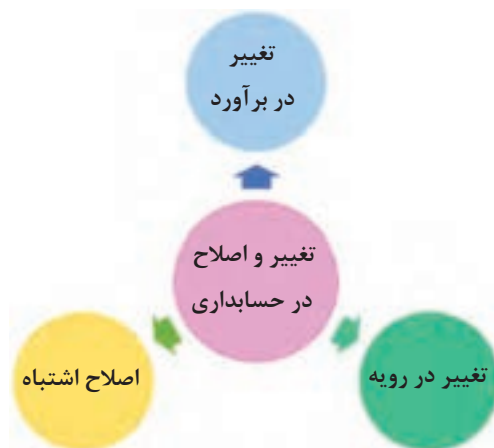 تغییر
در برآورد
تغییر و اصلاح
در حسابداری
تغییر در رویه
اصلاح اشتباه